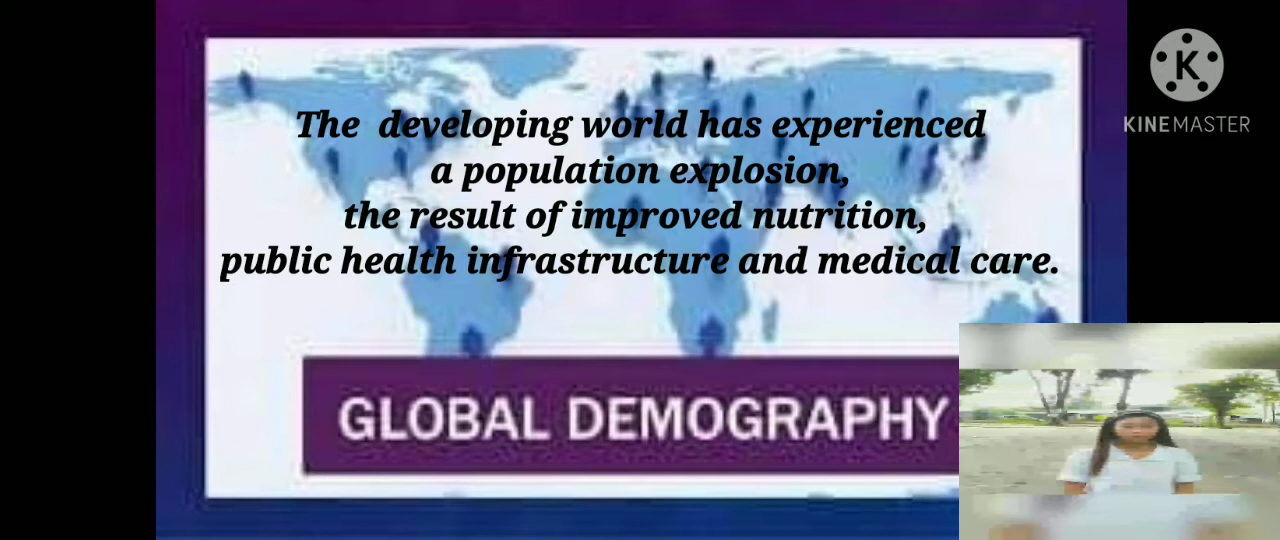 The developing world has experienced
a population explosion,
the result of improved nutrition,
public health infrastructure and medical care.
GLOBAL DEMOGRAPHY
K
KINEMASTER